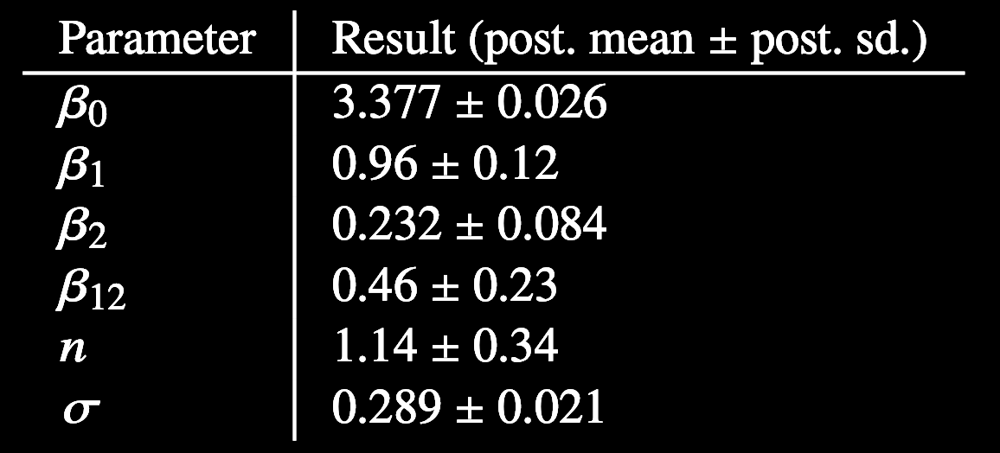 Parameter Result (post. mean ± post. sd.)
β0 3.377 ± 0.026
β1 0.96 ± 0.12
β2 0.232 ± 0.084
β12 0.46 ± 0.23
n 1.14 ± 0.34
σ 0.289 ± 0.021